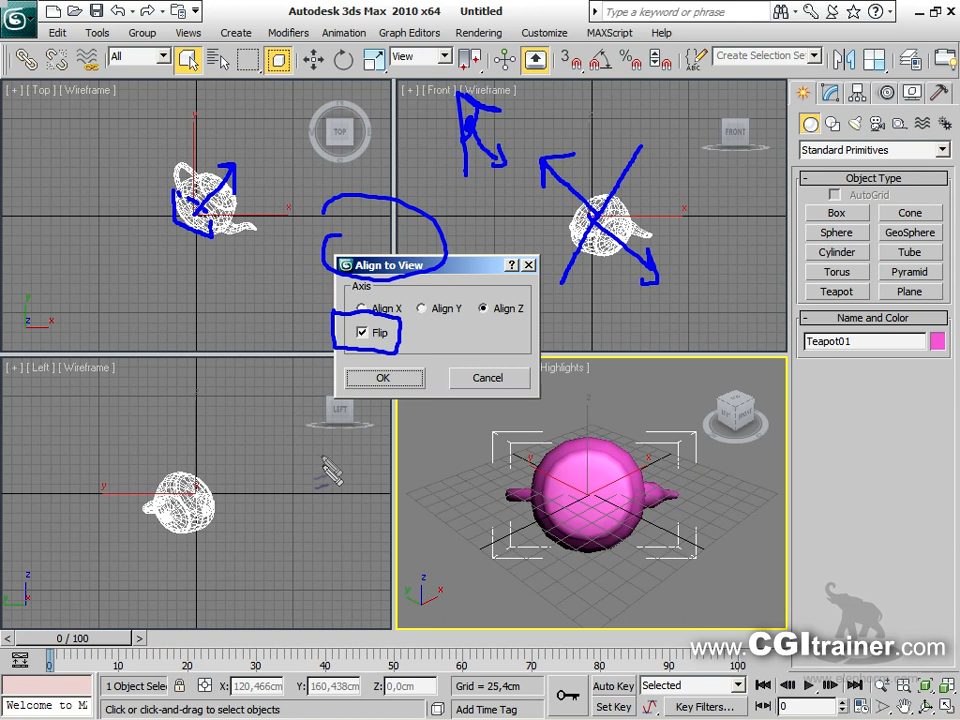 Autodesk 3ds Max 2010 x64 Untitled
Type a keyword or phrase
Edit Tools Group Views Create Modifiers Animation Graph Editors Rendering Customize MAXScript Help
All
View
3
%
ABC
Create Selection Se
[ + ] [ Top ] [ Wireframe ]
[ + ] [ Front ] [ Wireframe ]
TOP
FRONT
y
x
x
z
y
x
Standard Primitives
- Object Type
AutoGrid
Box Cone
Sphere GeoSphere
Cylinder Tube
Torus Pyramid
Teapot Plane
- Name and Color
Teapot01
Align to View
? X
Axis
Align X Align Y Align Z
Flip
OK Cancel
[ + ] [ Left ] [ Wireframe ]
Highlights ]
LEFT
y
z
z
y
x
z
x
0 / 100
< >
0 10 20 30 40 50 60 70 80 90 100
www.CGItrainer.com
1 Object Selec
X: 120,466cm Y: 160,438cm Z: 0,0cm
Grid = 25,4cm
Auto Key Selected
Welcome to MA
Click or click-and-drag to select objects
Add Time Tag
Set Key Key Filters...
0